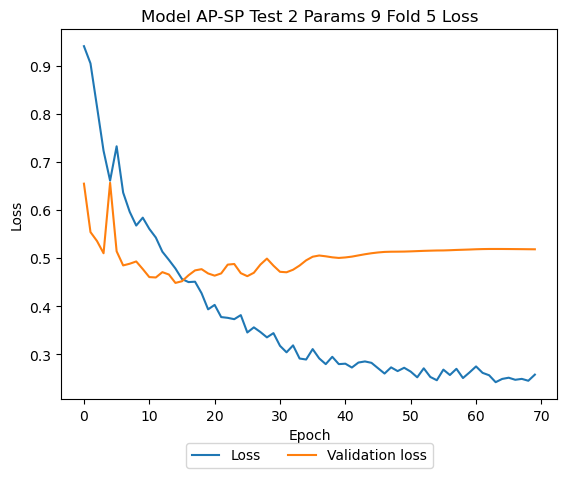 Model AP-SP Test 2 Params 9 Fold 5 Loss
0.9
0.8
0.7
0.6
0.5
0.4
0.3
Loss
0 10 20 30 40 50 60 70
Epoch
Loss Validation loss